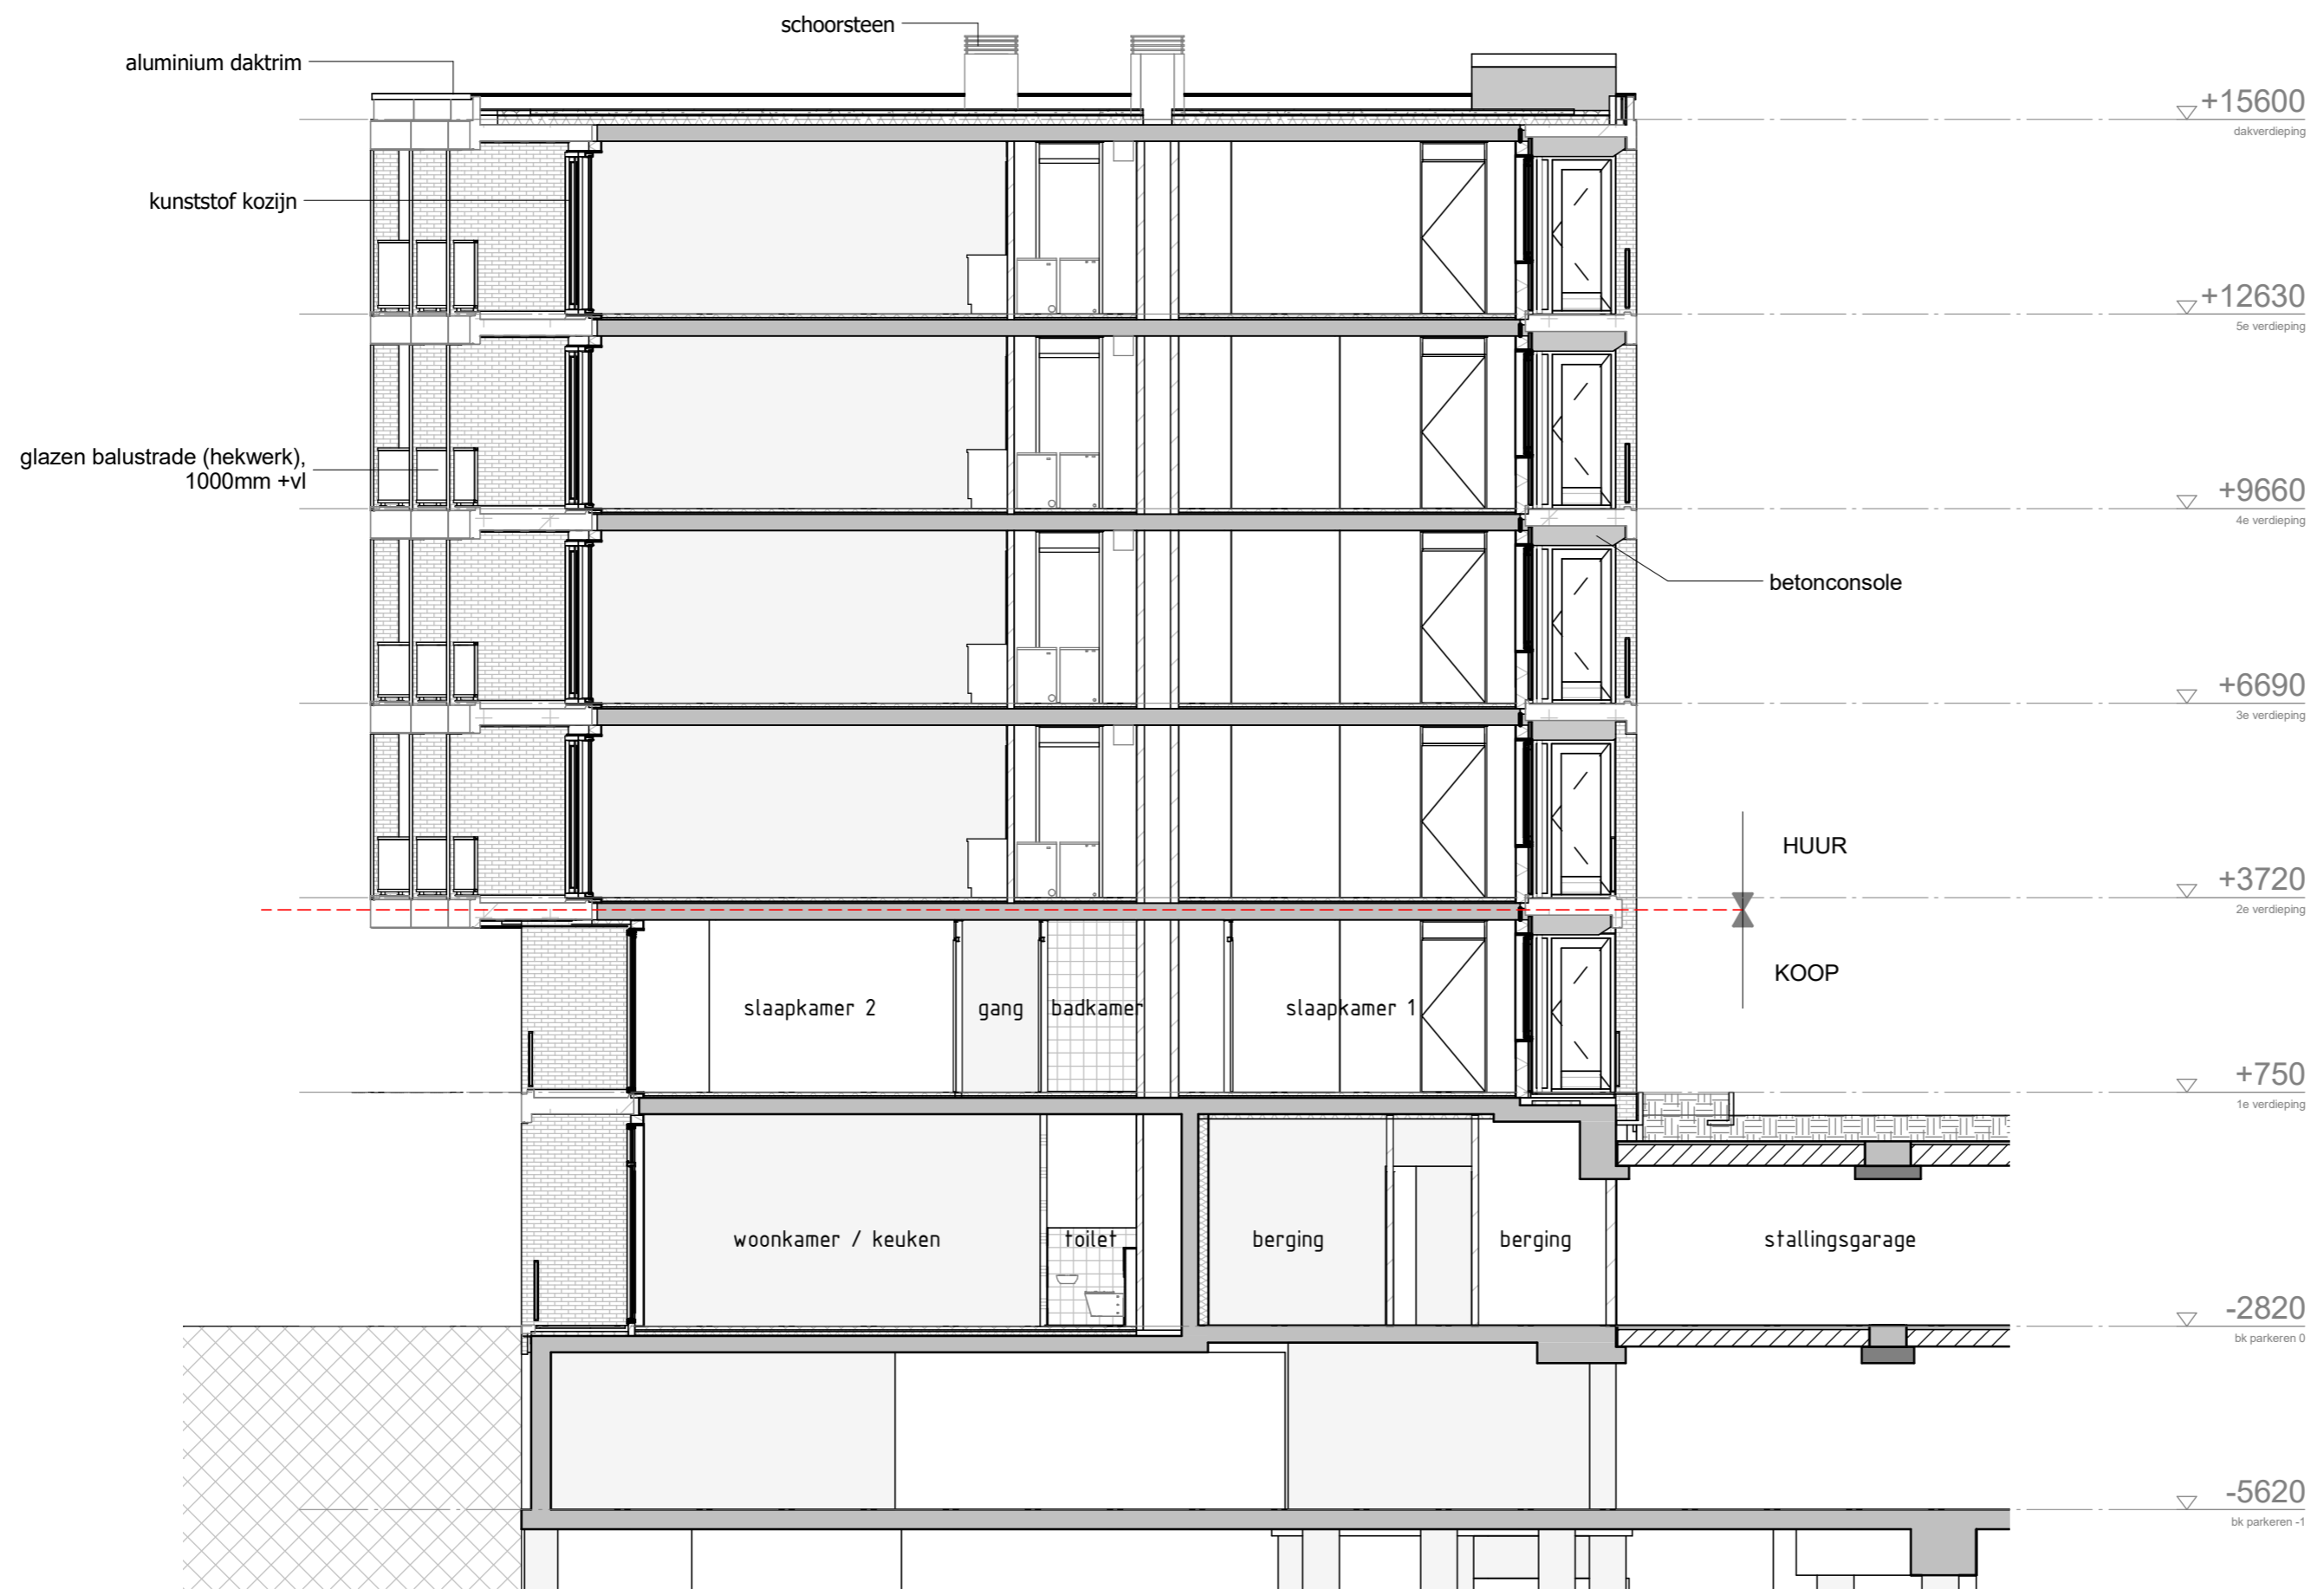 schoorsteen
aluminium daktrim
+15600
dakverdieping
kunststof kozijn
+12630
5e verdieping
glazen balustrade (hekwerk),
1000mm +vl
+9660
4e verdieping
betonconsole
+6690
3e verdieping
HUUR
+3720
2e verdieping
KOOP
slaapkamer 2
gang
badkamer
slaapkamer 1
+750
1e verdieping
woonkamer / keuken
toilet
berging
berging
stallingsgarage
-2820
bk parkeren 0
-5620
bk parkeren -1